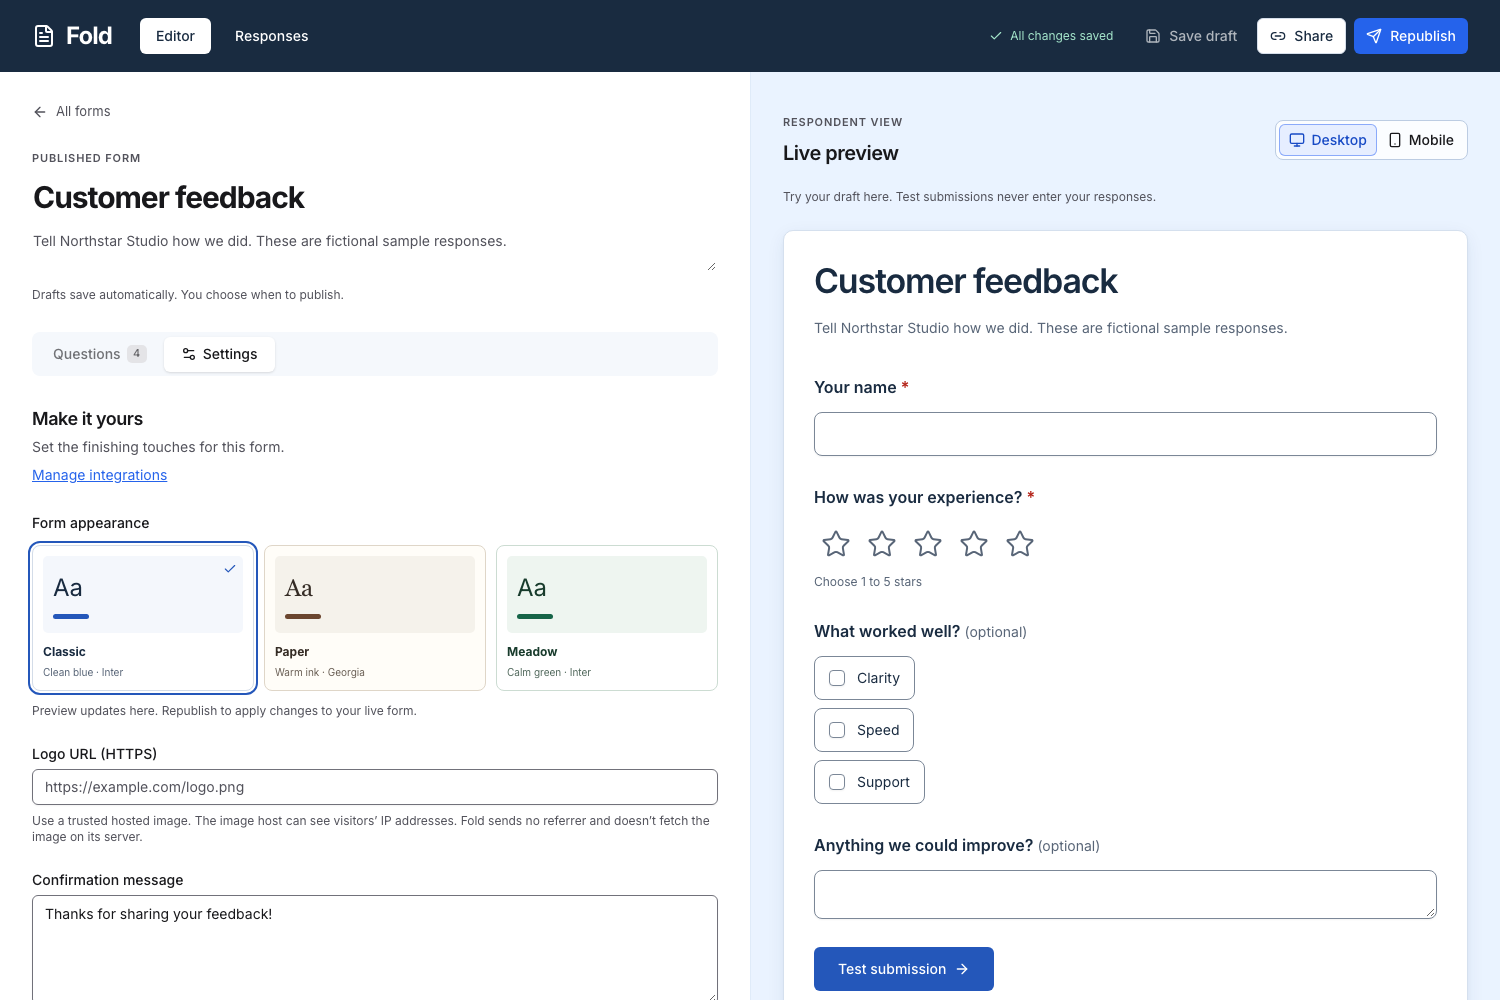 Fold
Editor
Responses
All changes saved
Save draft
Share
Republish
All forms
PUBLISHED FORM
Customer feedback
Tell Northstar Studio how we did. These are fictional sample responses.
Drafts save automatically. You choose when to publish.
Questions 4
Settings
Make it yours
Set the finishing touches for this form.
Manage integrations
Form appearance
Aa
Classic
Clean blue · Inter
Aa
Paper
Warm ink · Georgia
Aa
Meadow
Calm green · Inter
Preview updates here. Republish to apply changes to your live form.
Logo URL (HTTPS)
https://example.com/logo.png
Use a trusted hosted image. The image host can see visitors’ IP addresses. Fold sends no referrer and doesn’t fetch the
image on its server.
Confirmation message
Thanks for sharing your feedback!
RESPONDENT VIEW
Live preview
Desktop
Mobile
Try your draft here. Test submissions never enter your responses.
Customer feedback
Tell Northstar Studio how we did. These are fictional sample responses.
Your name *
How was your experience? *
Choose 1 to 5 stars
What worked well? (optional)
Clarity
Speed
Support
Anything we could improve? (optional)
Test submission